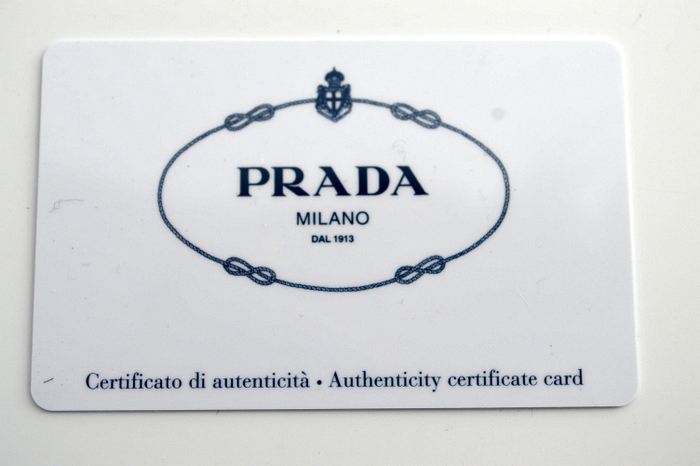 PRADA
MILANO
DAL 1913
Certificato di autenticità • Authenticity certificate card